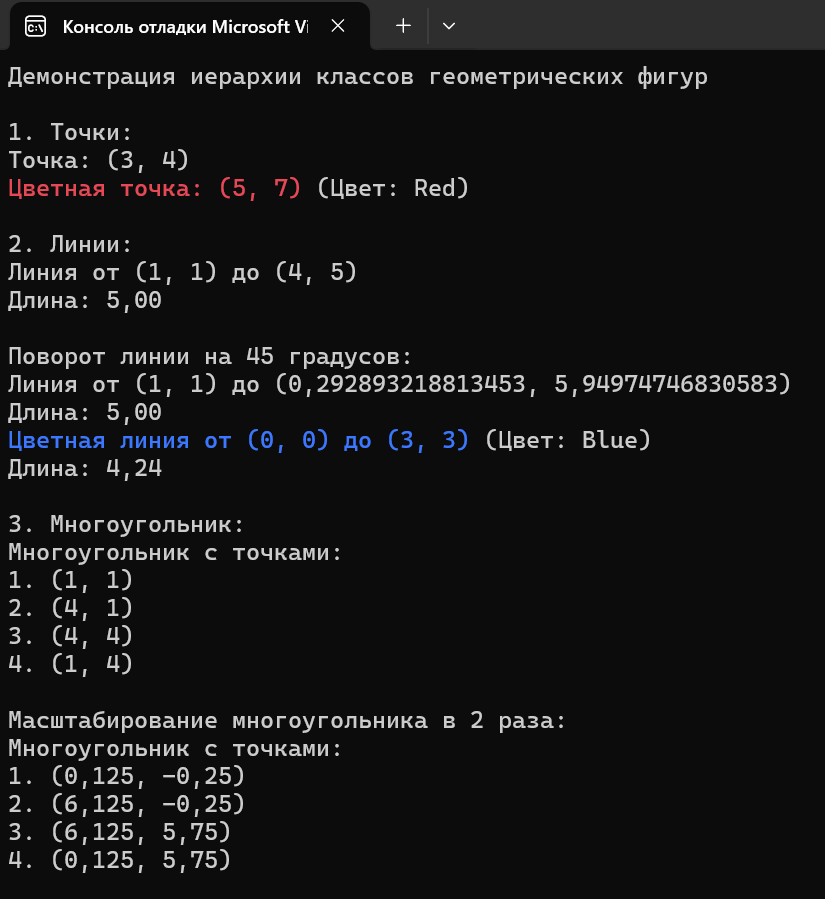 Консоль отладки Microsoft Vi
Демонстрация иерархии классов геометрических фигур
1. Точки:
Точка: (3, 4)
Цветная точка: (5, 7) (Цвет: Red)
2. Линии:
Линия от (1, 1) до (4, 5)
Длина: 5,00
Поворот линии на 45 градусов:
Линия от (1, 1) до (0,292893218813453, 5,94974746830583)
Длина: 5,00
Цветная линия от (0, 0) до (3, 3) (Цвет: Blue)
Длина: 4,24
3. Многоугольник:
Многоугольник с точками:
1. (1, 1)
2. (4, 1)
3. (4, 4)
4. (1, 4)
Масштабирование многоугольника в 2 раза:
Многоугольник с точками:
1. (0,125, -0,25)
2. (6,125, -0,25)
3. (6,125, 5,75)
4. (0,125, 5,75)